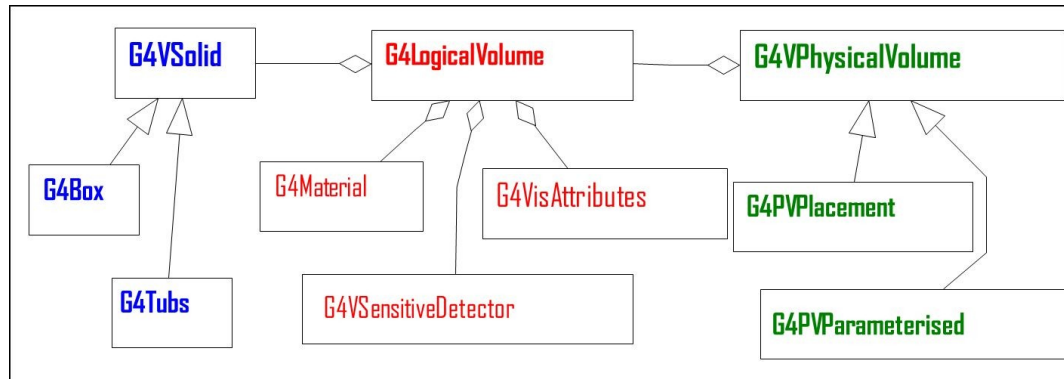 G4VSolid
G4LogicalVolume
G4VPhysicalVolume
G4Box
G4Material
G4VisAttributes
G4PVPlacement
G4Tubs
G4VSensitiveDetector
G4PVParameterised